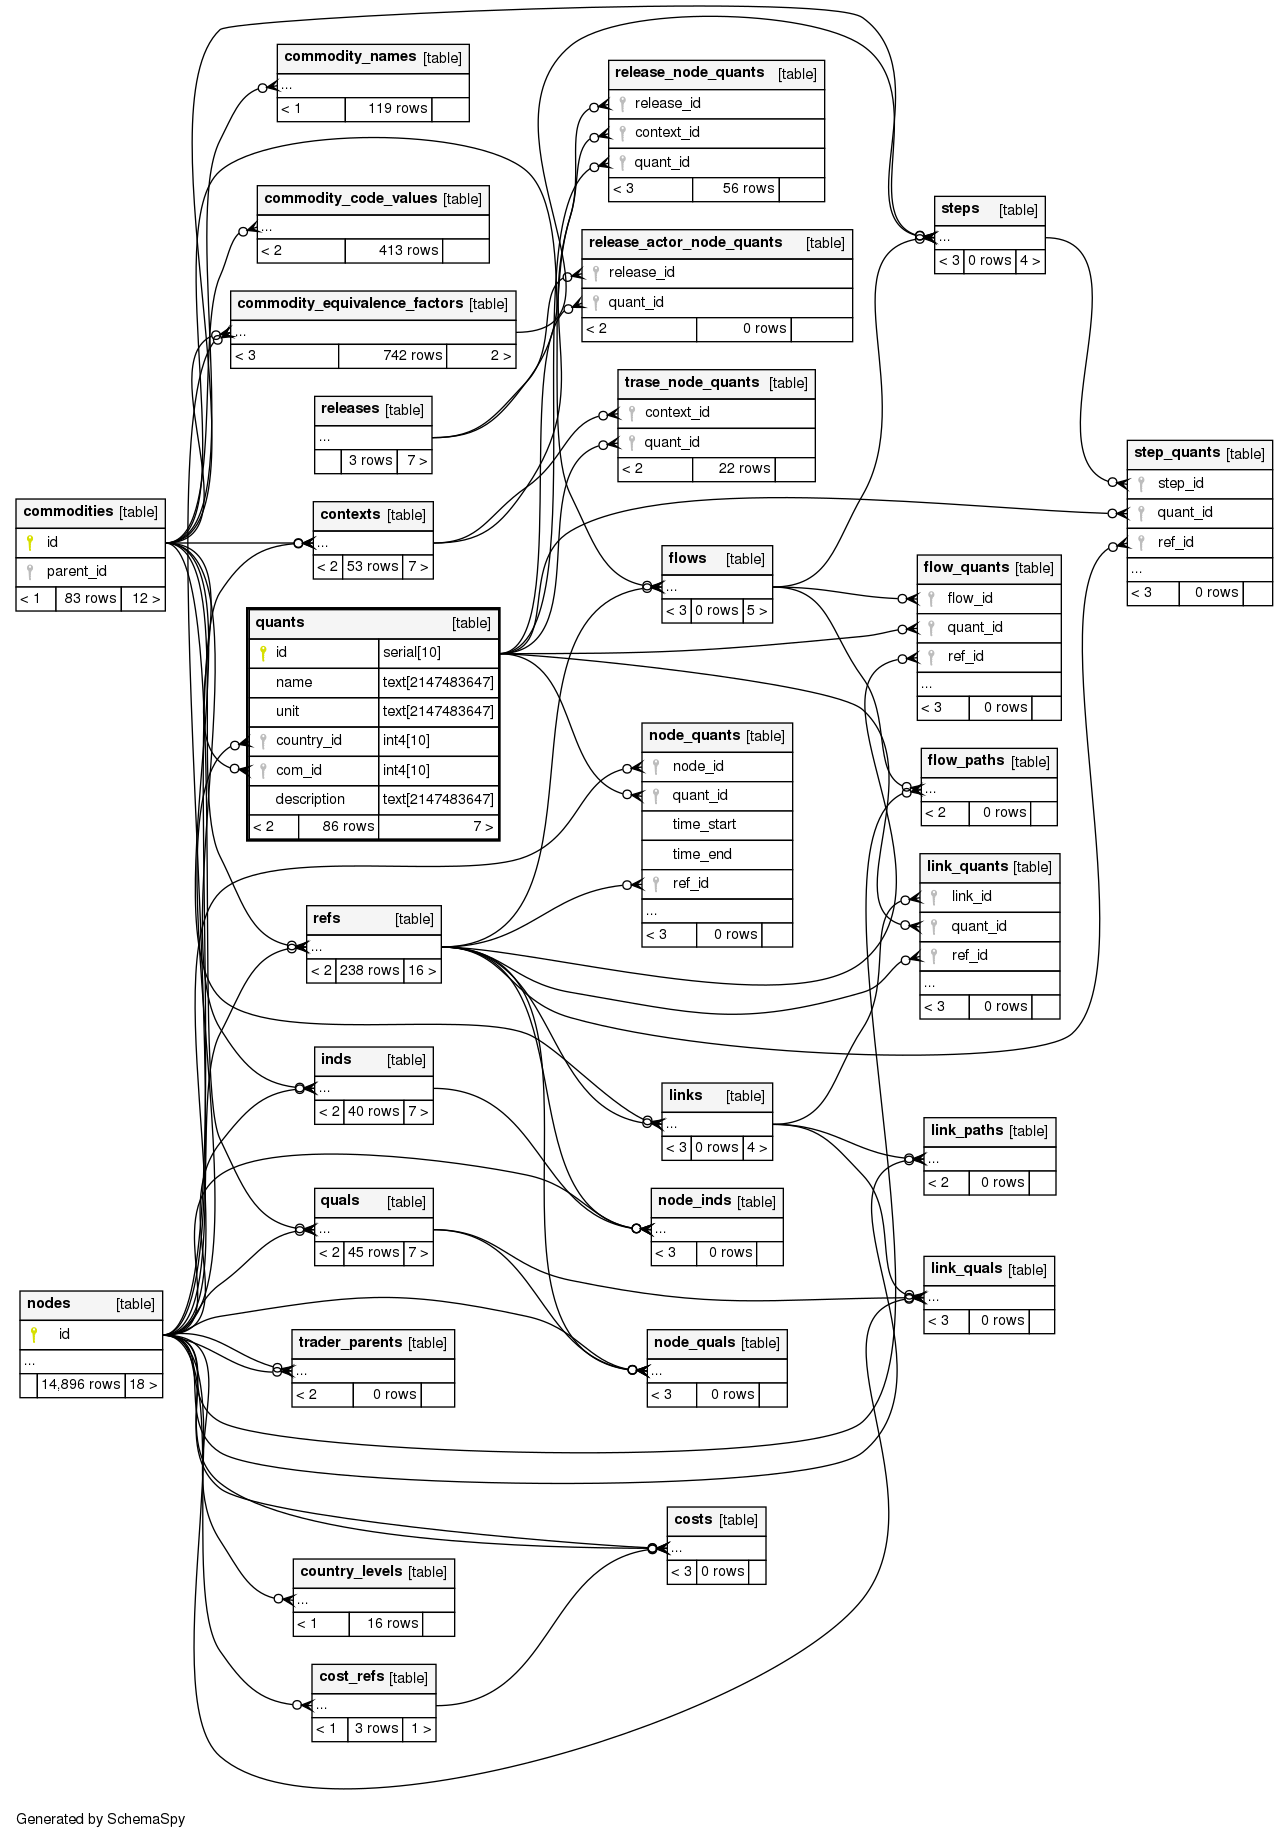 commodity_names [table]
...
< 1 119 rows
commodity_code_values [table]
...
< 2 413 rows
commodity_equivalence_factors [table]
...
< 3 742 rows 2 >
releases [table]
...
3 rows 7 >
contexts [table]
...
< 2 53 rows 7 >
commodities [table]
id
parent_id
< 1 83 rows 12 >
quants [table]
id serial[10]
name text[2147483647]
unit text[2147483647]
country_id int4[10]
com_id int4[10]
description text[2147483647]
< 2 86 rows 7 >
refs [table]
...
< 2 238 rows 16 >
inds [table]
...
< 2 40 rows 7 >
quals [table]
...
< 2 45 rows 7 >
nodes [table]
id
...
14,896 rows 18 >
trader_parents [table]
...
< 2 0 rows
country_levels [table]
...
< 1 16 rows
cost_refs [table]
...
< 1 3 rows 1 >
release_node_quants [table]
release_id
context_id
quant_id
< 3 56 rows
release_actor_node_quants [table]
release_id
quant_id
< 2 0 rows
trase_node_quants [table]
context_id
quant_id
< 2 22 rows
flows [table]
...
< 3 0 rows 5 >
node_quants [table]
node_id
quant_id
time_start
time_end
ref_id
...
< 3 0 rows
links [table]
...
< 3 0 rows 4 >
node_inds [table]
...
< 3 0 rows
node_quals [table]
...
< 3 0 rows
costs [table]
...
< 3 0 rows
steps [table]
...
< 3 0 rows 4 >
flow_quants [table]
flow_id
quant_id
ref_id
...
< 3 0 rows
flow_paths [table]
...
< 2 0 rows
link_quants [table]
link_id
quant_id
ref_id
...
< 3 0 rows
link_paths [table]
...
< 2 0 rows
link_quals [table]
...
< 3 0 rows
step_quants [table]
step_id
quant_id
ref_id
...
< 3 0 rows
Generated by SchemaSpy